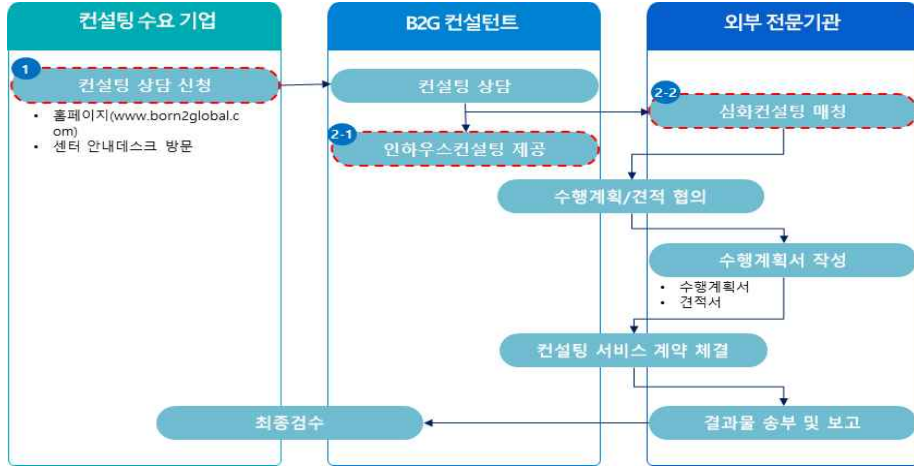 컨설팅 수요 기업
B2G 컨설턴트
외부 전문기관
1
컨설팅 상담 신청
• 홈페이지(www.born2global.c
om)
• 센터 안내데스크 방문
컨설팅 상담
2-1
인하우스컨설팅 제공
2-2
심화컨설팅 매칭
수행계획/견적 협의
수행계획서 작성
• 수행계획서
• 견적서
컨설팅 서비스 계약 체결
결과물 송부 및 보고
최종검수